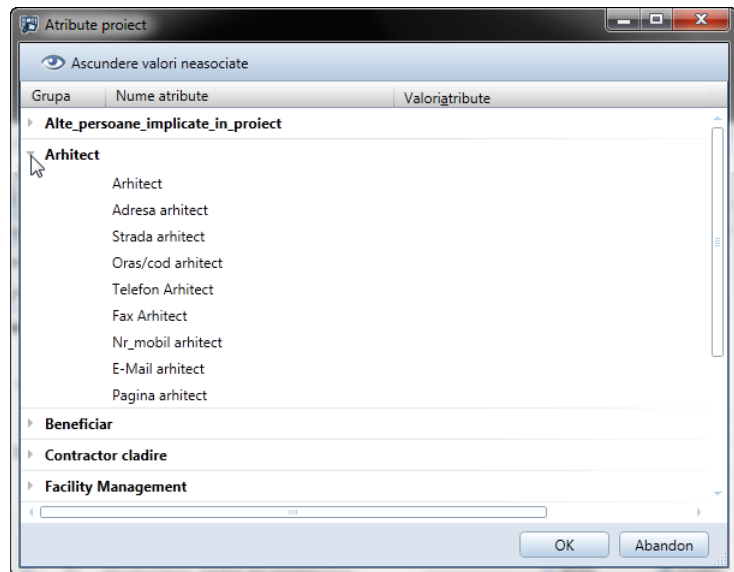 Atribute proiect
Ascundere valori neasociate
Grupa Nume atribute Valoriatribute
Alte_persoane_implicate_in_proiect
Arhitect
Arhitect
Adresa arhitect
Strada arhitect
Oras/cod arhitect
Telefon Arhitect
Fax Arhitect
Nr_mobil arhitect
E-Mail arhitect
Pagina arhitect
Beneficiar
Contractor cladire
Facility Management
OK Abandon